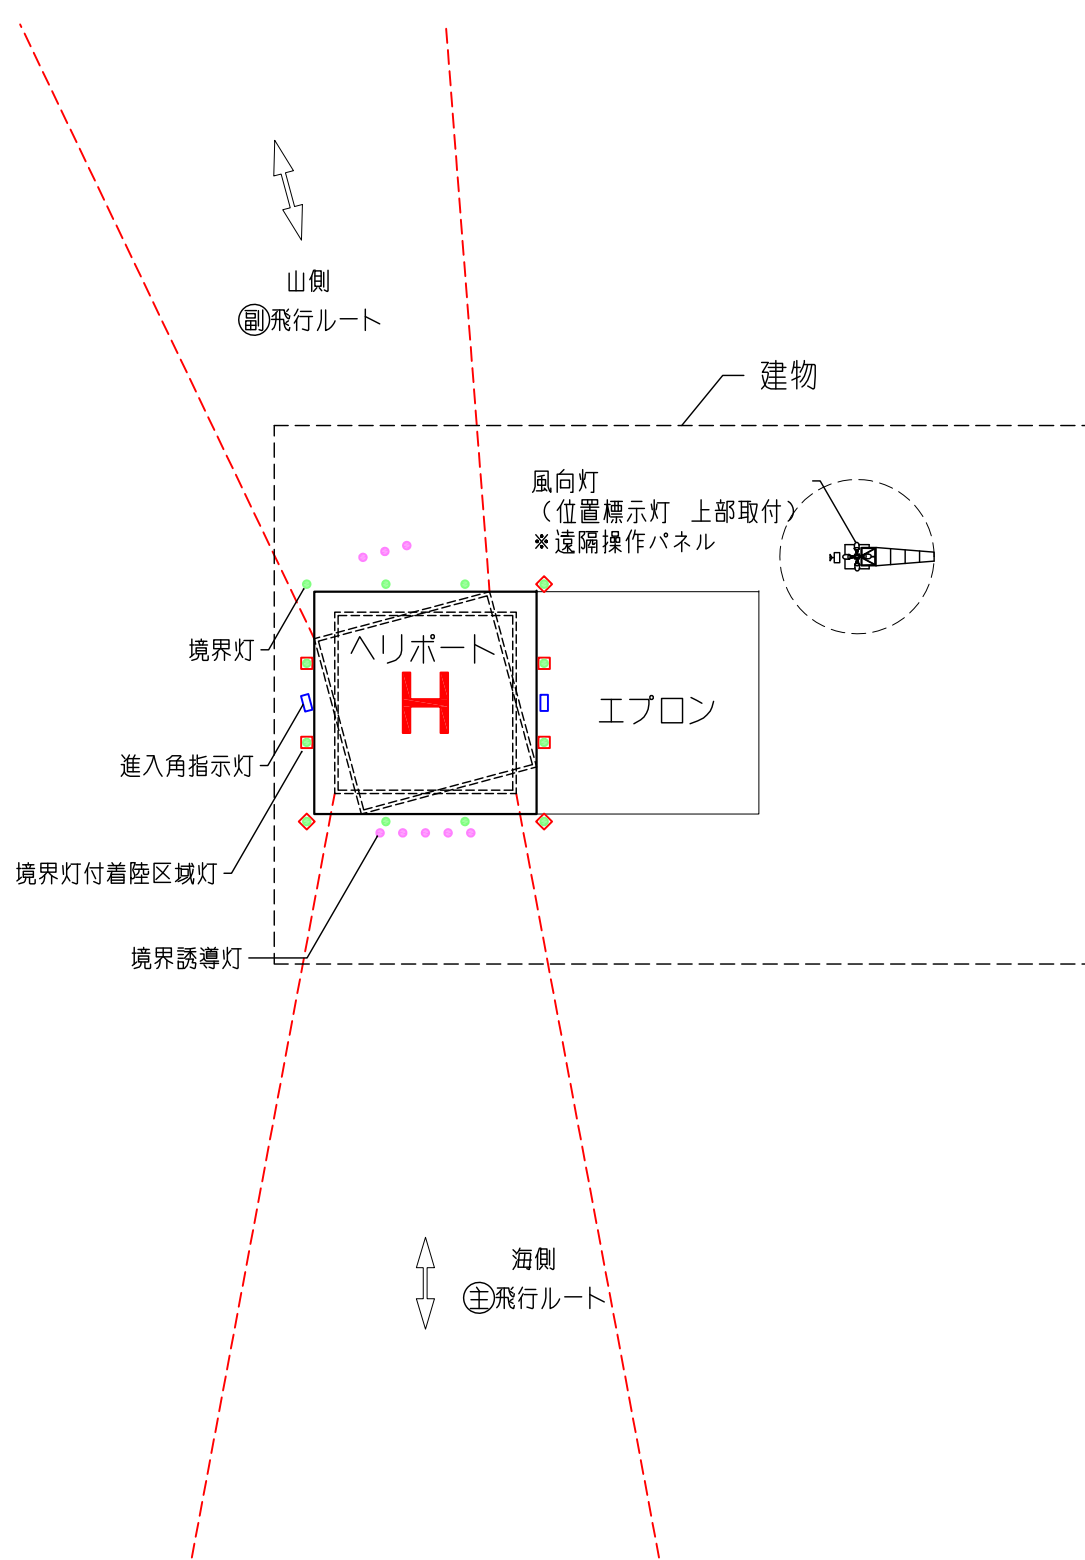 山側
㊙飛行ルート
建物
風向灯
（位置標示灯　上部取付）
※遠隔操作パネル
境界灯
ヘリポート
H
エプロン
進入角指示灯
境界灯付着陸区域灯
境界誘導灯
海側
主飛行ルート